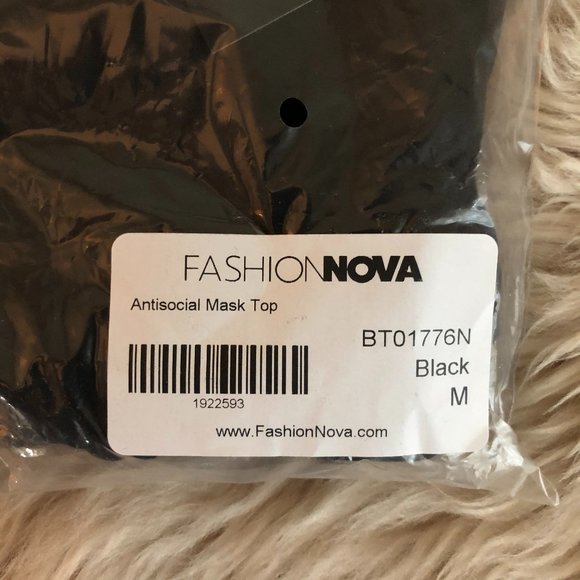 FASHIONNOVA
Antisocial Mask Top
BT01776N
Black
M
1922593
www.FashionNova.com